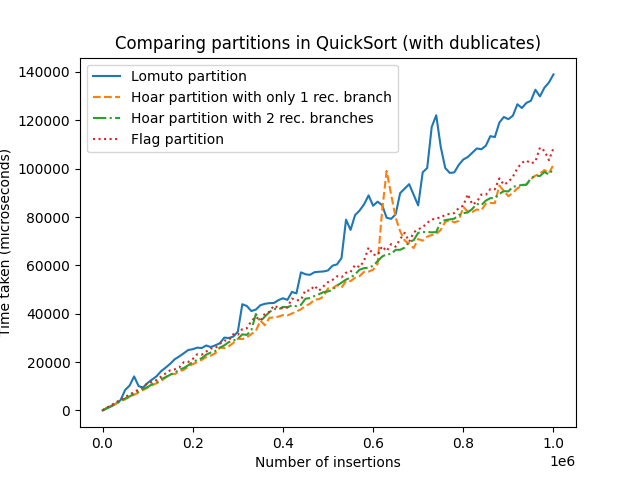 Comparing partitions in QuickSort (with dublicates)
Lomuto partition
Hoar partition with only 1 rec. branch
Hoar partition with 2 rec. branches
Flag partition
Time taken (microseconds)
140000
120000
100000
80000
60000
40000
20000
0
0.0 0.2 0.4 0.6 0.8 1.0
1e6
Number of insertions